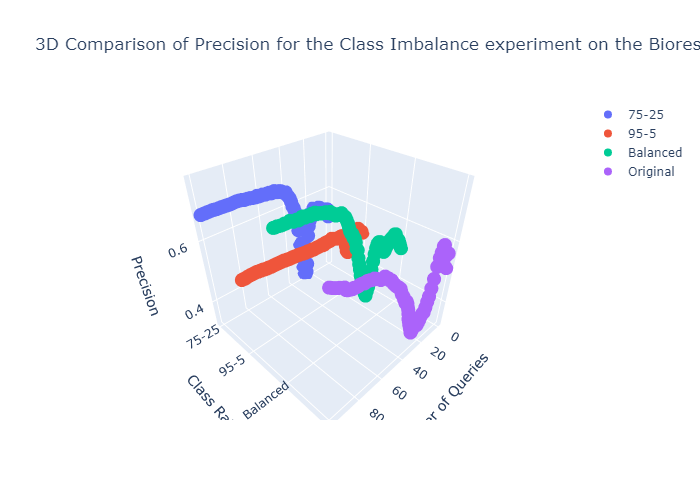 3D Comparison of Precision for the Class Imbalance experiment on the Biores
75-25
95-5
Balanced
Original
Precision
0.6
0.4
75-25
95-5
Balanced
Class Ra
0
20
40
60
80
er of Queries